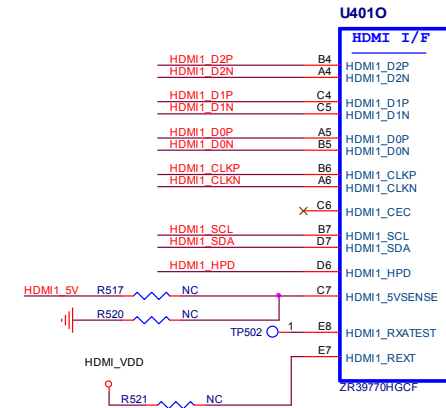 U401O
HDMI I/F
HDMI1_D2P B4 HDMI1_D2P
HDMI1_D2N A4 HDMI1_D2N
HDMI1_D1P C4 HDMI1_D1P
HDMI1_D1N C5 HDMI1_D1N
HDMI1_D0P A5 HDMI1_D0P
HDMI1_D0N B5 HDMI1_D0N
HDMI1_CLKP B6 HDMI1_CLKP
HDMI1_CLKN A6 HDMI1_CLKN
C6 HDMI1_CEC
HDMI1_SCL B7 HDMI1_SCL
HDMI1_SDA D7 HDMI1_SDA
HDMI1_HPD D6 HDMI1_HPD
HDMI1_5V R517 NC C7 HDMI1_5VSENSE
R520 NC
TP502 1 E8 HDMI1_RXATEST
E7 HDMI1_REXT
HDMI_VDD
R521 NC
ZR39770HGCF